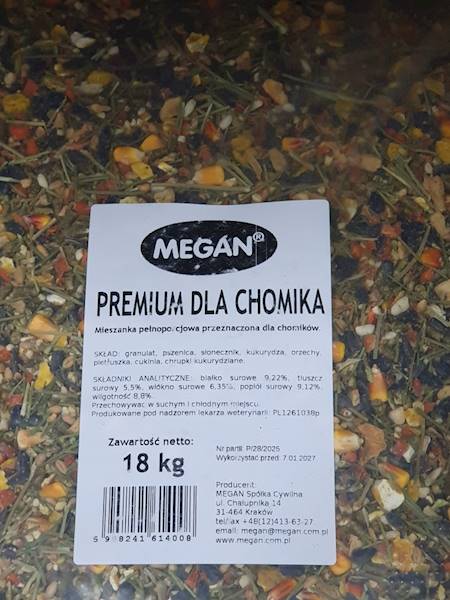 MEGAN®
PREMIUM DLA CHOMIKA
Mieszanka pełnoporcjowa przeznaczona dla chomików.
SKŁAD: granulat, pszenica, słonecznik, kukurydza, orzechy,
pietruszka, cukinia, chrupki kukurydziane.
SKŁADNIKI ANALITYCZNE: białko surowe 9,22%, tłuszcz
surowy 5,5%, włókno surowe 6,35%, popiół surowy 9,12%
wilgotność 8,8%.
Przechowywać w suchym i chłodnym miejscu.
Produkowane pod nadzorem lekarza weterynarii: PL1261038p
Zawartość netto:
18 kg
Nr partii P/28/2025
Wykorzystać przed: 7.01.2027
Producent:
MEGAN Spółka Cywilna
ul. Chałupnika 14
31-464 Kraków
tel/fax +48(12)413-63-27
email: megan@megan.com.pl
www.megan.com.pl
5 908241 614008